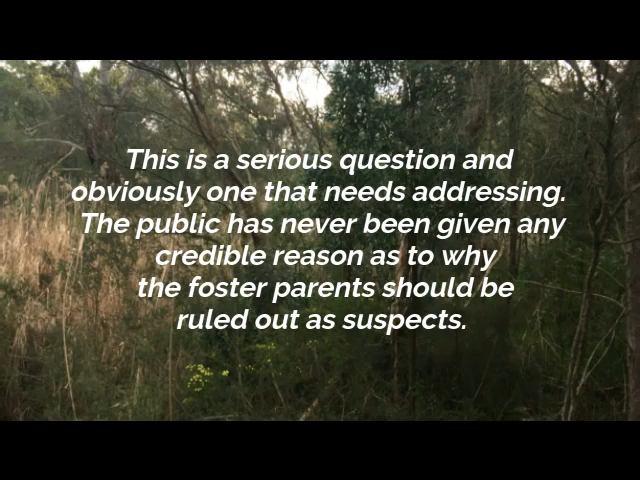 This is a serious question and
obviously one that needs addressing.
The public has never been given any
credible reason as to why
the foster parents should be
ruled out as suspects.